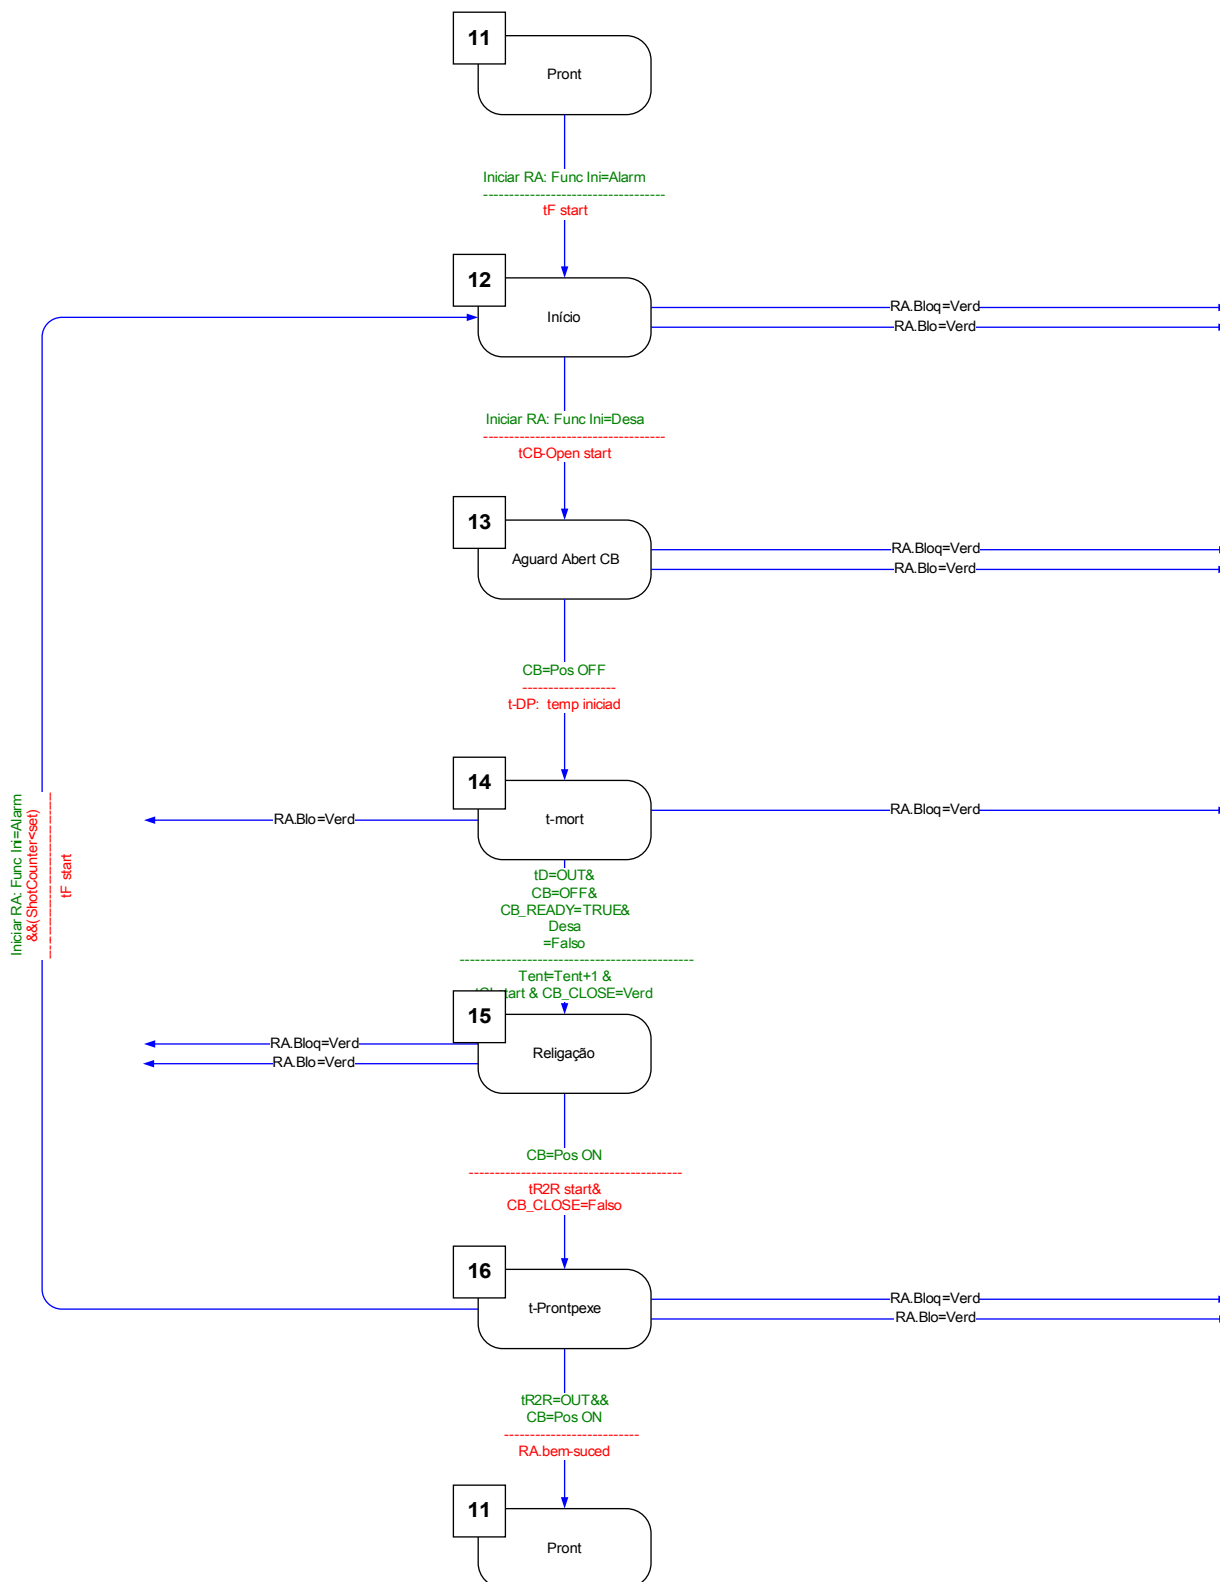 11
Pront
Iniciar RA: Func Ini=Alarm
tF start
12
Início
RA.Bloq=Verd
RA.Blo=Verd
Iniciar RA: Func Ini=Desa
tCB-Open start
13
Aguard Abert CB
RA.Bloq=Verd
RA.Blo=Verd
CB=Pos OFF
t-DP: temp iniciad
14
t-mort
RA.Blo=Verd
RA.Bloq=Verd
Iniciar RA: Func Ini=Alarm
&&(ShotCounter<set)
tF start
tD=OUT&
CB=OFF&
CB_READY=TRUE&
Desa
=Falso
Tent=Tent+1 &
start & CB_CLOSE=Verd
15
Religação
RA.Bloq=Verd
RA.Blo=Verd
CB=Pos ON
tR2R start&
CB_CLOSE=Falso
16
t-Prontpexe
RA.Bloq=Verd
RA.Blo=Verd
tR2R=OUT&&
CB=Pos ON
RA.bem-suced
11
Pront